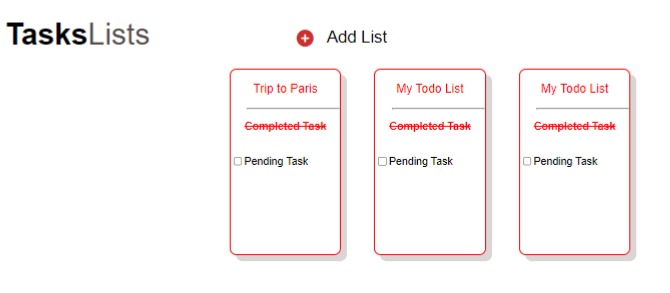 TasksLists
Add List
Trip to Paris
Completed Task
Pending Task
My Todo List
Completed Task
Pending Task
My Todo List
Completed Task
Pending Task